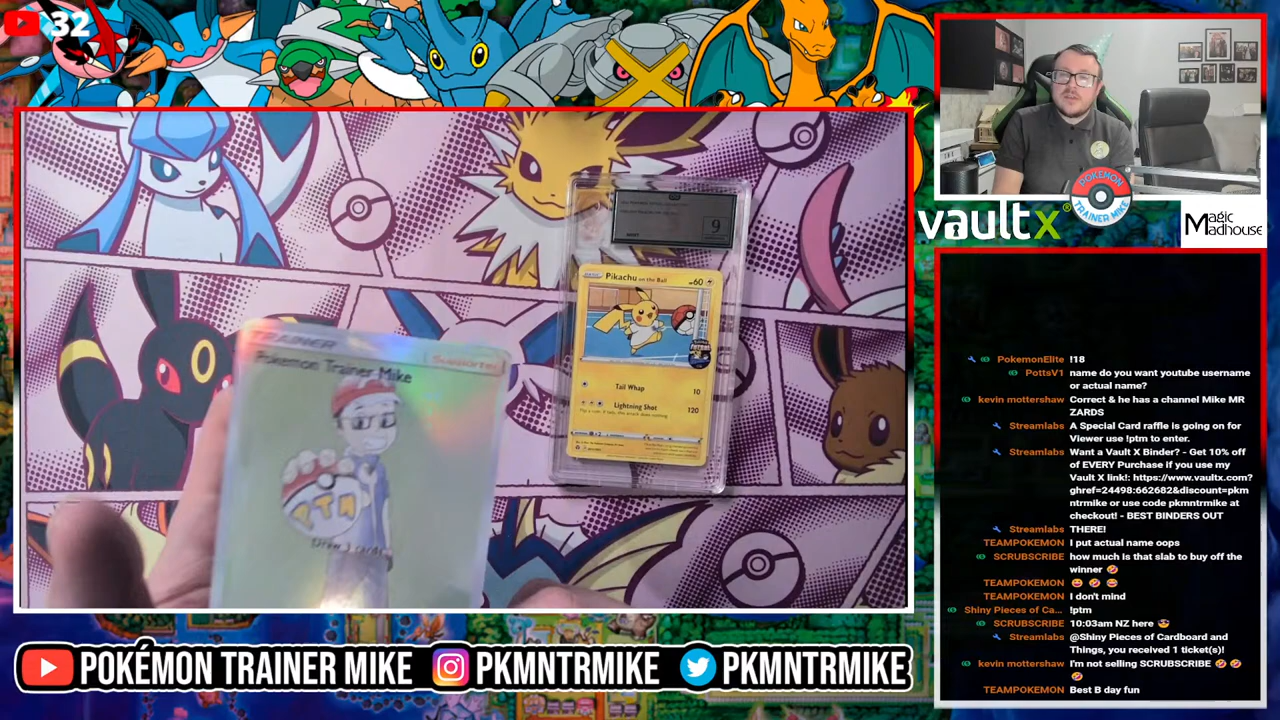 32
9
MINT
Pikachu on the Ball
60
Tail Whap
10
Lightning Shot
120
TRAINER
Pokémon Trainer Mike
PTM
Draw 3 cards
POKEMON
TRAINER MIKE
vaultx®
Magic
Madhouse
PokemonElite !18
PottsV1 name do you want youtube username
or actual name?
kevin mottershaw Correct & he has a channel Mike MR
ZARDS
Streamlabs A Special Card raffle is going on for
Viewer use !ptm to enter.
Streamlabs Want a Vault X Binder? - Get 10% off
of EVERY Purchase if you use my
Vault X link!: https://www.vaultx.com?
ghref=24498:662682&discount=pkm
ntrmike or use code pkmntrmike at
checkout! - BEST BINDERS OUT
Streamlabs THERE!
TEAMPOKEMON I put actual name oops
SCRUBSCRIBE how much is that slab to buy off the
winner 🤣
TEAMPOKEMON 😆 🤣 😂
TEAMPOKEMON I don't mind
Shiny Pieces of Ca... !ptm
SCRUBSCRIBE 10:03am NZ here 😎
Streamlabs @Shiny Pieces of Cardboard and
Things, you received 1 ticket(s)!
kevin mottershaw I'm not selling SCRUBSCRIBE 🤣 🤣
🤣
TEAMPOKEMON Best B day fun
POKÉMON TRAINER MIKE PKMNTRMIKE PKMNTRMIKE